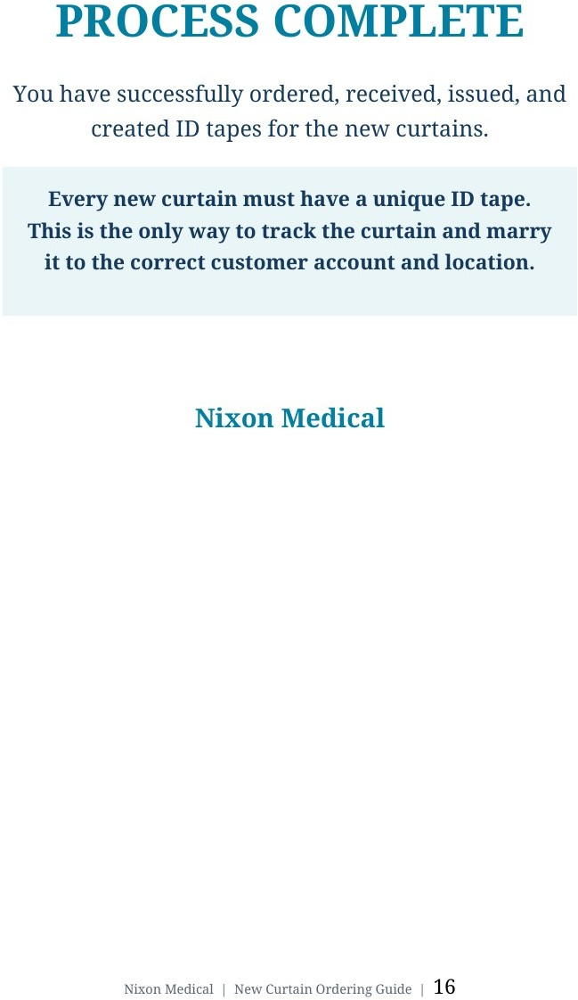 PROCESS COMPLETE
You have successfully ordered, received, issued, and
created ID tapes for the new curtains.
Every new curtain must have a unique ID tape.
This is the only way to track the curtain and marry
it to the correct customer account and location.
Nixon Medical
Nixon Medical | New Curtain Ordering Guide | 16